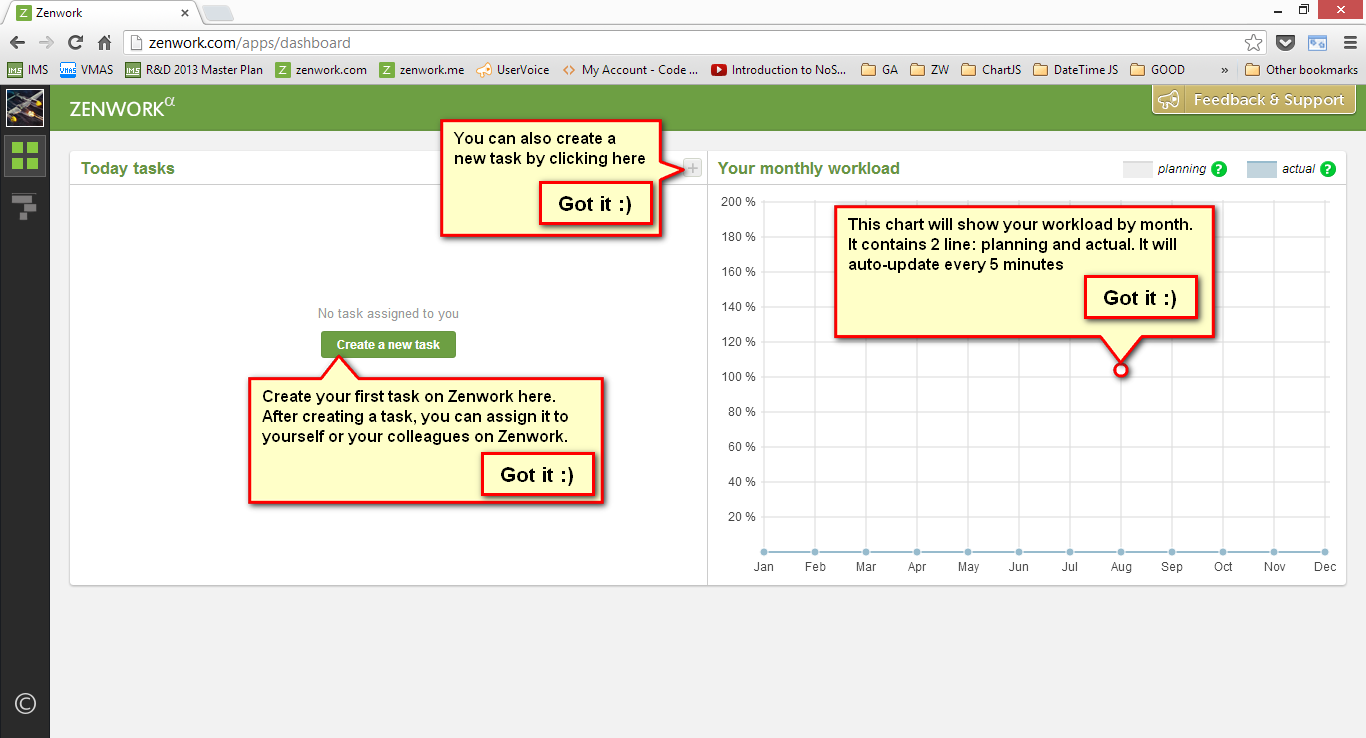 Zenwork
zenwork.com/apps/dashboard
IMS VMAS R&D 2013 Master Plan zenwork.com zenwork.me UserVoice My Account - Code ... Introduction to NoS... GA ZW ChartJS DateTime JS GOOD » Other bookmarks
ZENWORKα
Feedback & Support
Today tasks
You can also create a
new task by clicking here
Got it :)
No task assigned to you
Create a new task
Create your first task on Zenwork here.
After creating a task, you can assign it to
yourself or your colleagues on Zenwork.
Got it :)
Your monthly workload
planning ? actual ?
This chart will show your workload by month.
It contains 2 line: planning and actual. It will
auto-update every 5 minutes
Got it :)
200 %
180 %
160 %
140 %
120 %
100 %
80 %
60 %
40 %
20 %
Jan Feb Mar Apr May Jun Jul Aug Sep Oct Nov Dec
©